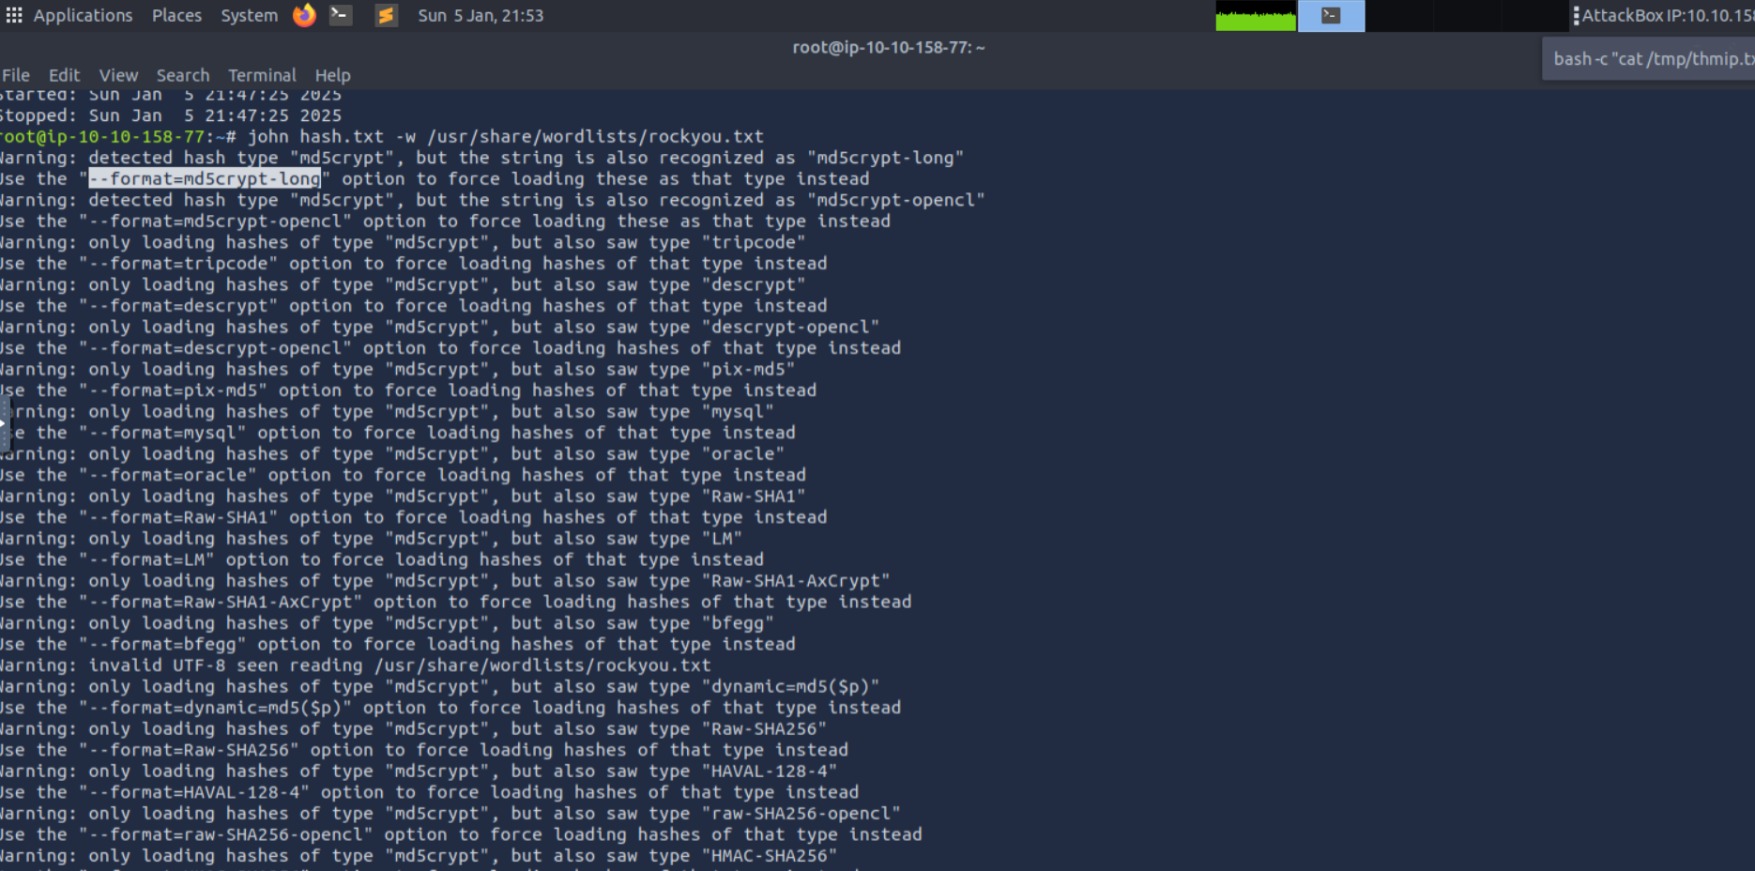 Applications Places System Sun 5 Jan, 21:53 AttackBox IP:10.10.158
root@ip-10-10-158-77: ~
File Edit View Search Terminal Help
bash -c "cat /tmp/thmip.tx
Started: Sun Jan  5 21:47:25 2025
Stopped: Sun Jan  5 21:47:25 2025
root@ip-10-10-158-77:~# john hash.txt -w /usr/share/wordlists/rockyou.txt
Warning: detected hash type "md5crypt", but the string is also recognized as "md5crypt-long"
Use the "--format=md5crypt-long" option to force loading these as that type instead
Warning: detected hash type "md5crypt", but the string is also recognized as "md5crypt-opencl"
Use the "--format=md5crypt-opencl" option to force loading these as that type instead
Warning: only loading hashes of type "md5crypt", but also saw type "tripcode"
Use the "--format=tripcode" option to force loading hashes of that type instead
Warning: only loading hashes of type "md5crypt", but also saw type "descrypt"
Use the "--format=descrypt" option to force loading hashes of that type instead
Warning: only loading hashes of type "md5crypt", but also saw type "descrypt-opencl"
Use the "--format=descrypt-opencl" option to force loading hashes of that type instead
Warning: only loading hashes of type "md5crypt", but also saw type "pix-md5"
Use the "--format=pix-md5" option to force loading hashes of that type instead
Warning: only loading hashes of type "md5crypt", but also saw type "mysql"
Use the "--format=mysql" option to force loading hashes of that type instead
Warning: only loading hashes of type "md5crypt", but also saw type "oracle"
Use the "--format=oracle" option to force loading hashes of that type instead
Warning: only loading hashes of type "md5crypt", but also saw type "Raw-SHA1"
Use the "--format=Raw-SHA1" option to force loading hashes of that type instead
Warning: only loading hashes of type "md5crypt", but also saw type "LM"
Use the "--format=LM" option to force loading hashes of that type instead
Warning: only loading hashes of type "md5crypt", but also saw type "Raw-SHA1-AxCrypt"
Use the "--format=Raw-SHA1-AxCrypt" option to force loading hashes of that type instead
Warning: only loading hashes of type "md5crypt", but also saw type "bfegg"
Use the "--format=bfegg" option to force loading hashes of that type instead
Warning: invalid UTF-8 seen reading /usr/share/wordlists/rockyou.txt
Warning: only loading hashes of type "md5crypt", but also saw type "dynamic=md5($p)"
Use the "--format=dynamic=md5($p)" option to force loading hashes of that type instead
Warning: only loading hashes of type "md5crypt", but also saw type "Raw-SHA256"
Use the "--format=Raw-SHA256" option to force loading hashes of that type instead
Warning: only loading hashes of type "md5crypt", but also saw type "HAVAL-128-4"
Use the "--format=HAVAL-128-4" option to force loading hashes of that type instead
Warning: only loading hashes of type "md5crypt", but also saw type "raw-SHA256-opencl"
Use the "--format=raw-SHA256-opencl" option to force loading hashes of that type instead
Warning: only loading hashes of type "md5crypt", but also saw type "HMAC-SHA256"